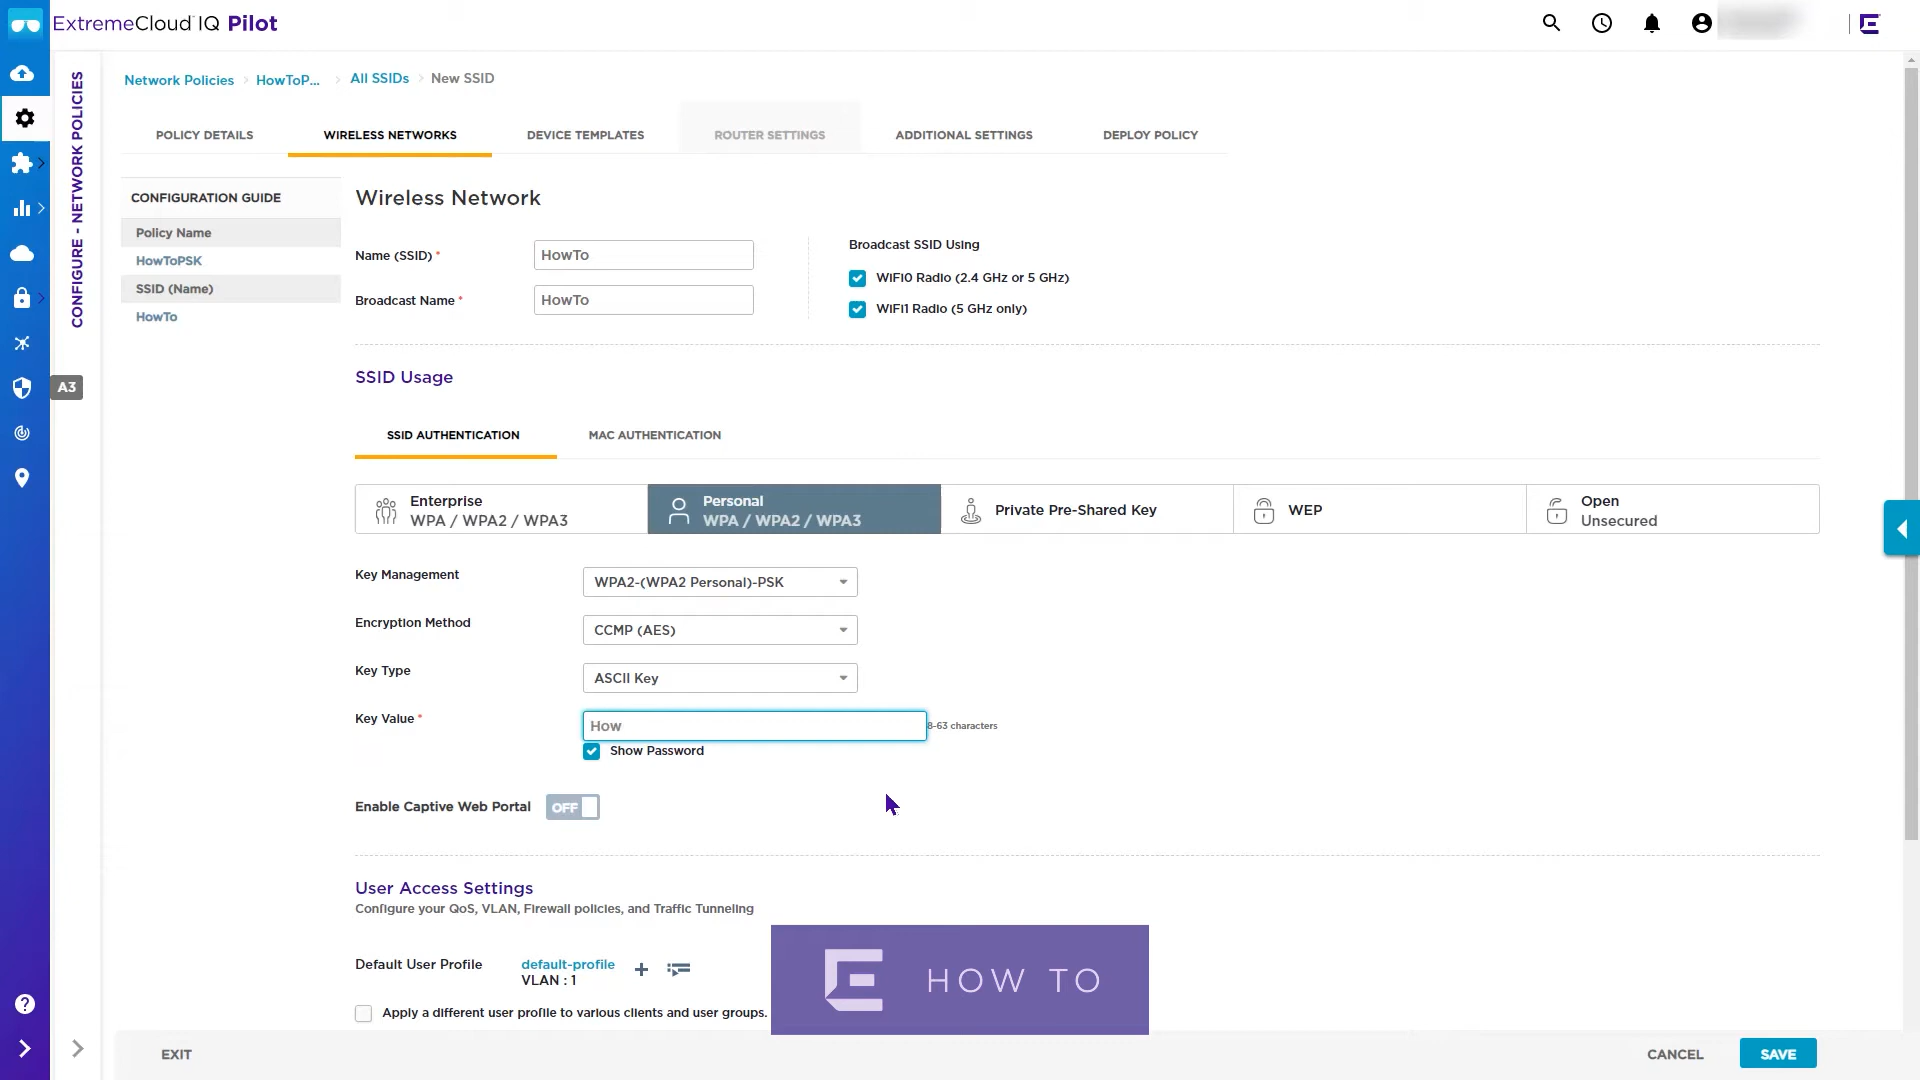 ExtremeCloud IQ Pilot
CONFIGURE - NETWORK POLICIES
A3
Network Policies
HowToP...
All SSIDs
New SSID
POLICY DETAILS
WIRELESS NETWORKS
DEVICE TEMPLATES
ROUTER SETTINGS
ADDITIONAL SETTINGS
DEPLOY POLICY
CONFIGURATION GUIDE
Policy Name
HowToPSK
SSID (Name)
HowTo
Wireless Network
Name (SSID) *
HowTo
Broadcast Name *
HowTo
Broadcast SSID Using
WiFi0 Radio (2.4 GHz or 5 GHz)
WiFi1 Radio (5 GHz only)
SSID Usage
SSID AUTHENTICATION
MAC AUTHENTICATION
Enterprise
WPA / WPA2 / WPA3
Personal
WPA / WPA2 / WPA3
Private Pre-Shared Key
WEP
Open
Unsecured
Key Management
WPA2-(WPA2 Personal)-PSK
Encryption Method
CCMP (AES)
Key Type
ASCII Key
Key Value *
How
8-63 characters
Show Password
Enable Captive Web Portal
OFF
User Access Settings
Configure your QoS, VLAN, Firewall policies, and Traffic Tunneling
Default User Profile
default-profile
VLAN : 1
Apply a different user profile to various clients and user groups.
HOW TO
EXIT
CANCEL
SAVE